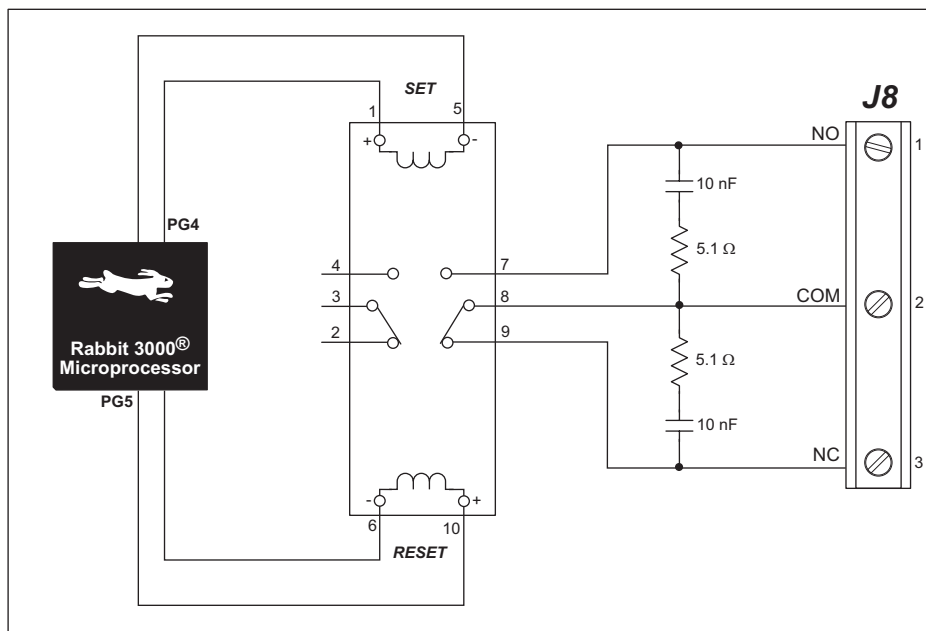 SET
1
5
+
-
J8
NO
1
10 nF
PG4
5.1 Ω
4
7
3
8
COM
2
2
9
Rabbit 3000®
Microprocessor
5.1 Ω
PG5
10 nF
NC
3
-
+
6
10
RESET